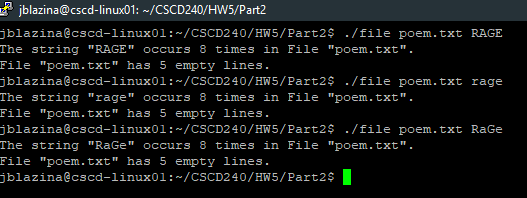 jblazina@cscd-linux01: ~/CSCD240/HW5/Part2
jblazina@cscd-linux01:~/CSCD240/HW5/Part2$ ./file poem.txt RAGE
The string "RAGE" occurs 8 times in File "poem.txt".
File "poem.txt" has 5 empty lines.
jblazina@cscd-linux01:~/CSCD240/HW5/Part2$ ./file poem.txt rage
The string "rage" occurs 8 times in File "poem.txt".
File "poem.txt" has 5 empty lines.
jblazina@cscd-linux01:~/CSCD240/HW5/Part2$ ./file poem.txt RaGe
The string "RaGe" occurs 8 times in File "poem.txt".
File "poem.txt" has 5 empty lines.
jblazina@cscd-linux01:~/CSCD240/HW5/Part2$